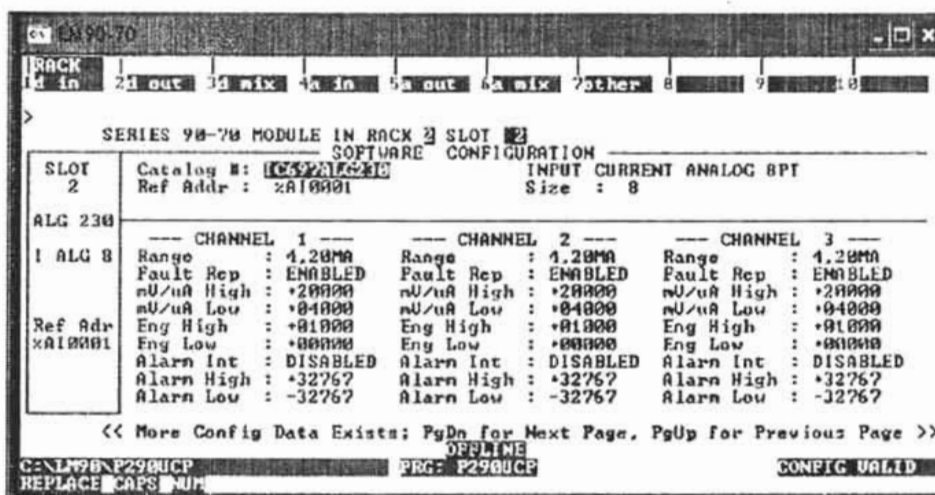 LM90-70
RACK
1d in 2d out 3d mix 4a in 5a out 6a mix 7other 8 9 10
>
SERIES 90-70 MODULE IN RACK 2 SLOT 2
SOFTWARE CONFIGURATION
SLOT
2
Catalog #: IC697ALG230 INPUT CURRENT ANALOG 8PT
Ref Addr : %AI0001 Size : 8
ALG 230
I ALG 8
Ref Adr
%AI0001
--- CHANNEL 1 --- --- CHANNEL 2 --- --- CHANNEL 3 ---
Range : 4,20MA Range : 4,20MA Range : 4,20MA
Fault Rep : ENABLED Fault Rep : ENABLED Fault Rep : ENABLED
mV/uA High : +20000 mV/uA High : +20000 mV/uA High : +20000
mV/uA Low : +04000 mV/uA Low : +04000 mV/uA Low : +04000
Eng High : +01000 Eng High : +01000 Eng High : +01000
Eng Low : +00000 Eng Low : +00000 Eng Low : +00000
Alarm Int : DISABLED Alarm Int : DISABLED Alarm Int : DISABLED
Alarm High : +32767 Alarm High : +32767 Alarm High : +32767
Alarm Low : -32767 Alarm Low : -32767 Alarm Low : -32767
<< More Config Data Exists; PgDn for Next Page, PgUp for Previous Page >>
OFFLINE
C:\LM90\P290UCP PRG: P290UCP CONFIG VALID
REPLACE CAPS NUM